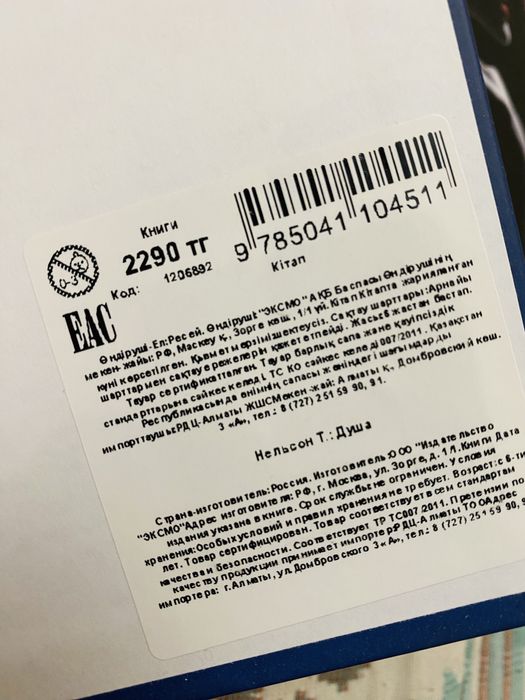 Книги
2290 тг
Код: 1206892
9 785041 104511
Кітап
EAC
Өндіруші-Ел:Ресей. Өндіруші: "ЭКСМО" АҚБ Баспасы Өндірушінің
мекен-жайы: РФ, Мәскеу қ., Зорге көш., 1/1 үй. Кітап Кітапта жарияланған
күні көрсетілген. Қызмет мерзімі шектеусіз. Сақтау шарттары: Арнайы
шарттар мен сақтау ережелерін қажет етпейді. Жасы: 6 жастан бастап.
Тауар сертификатталған. Тауар барлық сапа және қауіпсіздік
стандарттарына сәйкес келеді. ТС КО сәйкес келеді 007/2011. Қазақстан
Республикасында өнімнің сапасы жөніндегі шағымдарды
импорттаушы: РДЦ-Алматы ЖШС Мекен-жай: Алматы қ., Домбровский көш.
3 «А», тел.: 8 (727) 251 59 90, 91.
Нельсон Т.: Душа
Страна-изготовитель: Россия. Изготовитель: ООО "Издательство
"ЭКСМО" Адрес изготовителя: РФ, г. Москва, ул. Зорге, д. 1/1. Книги Дата
издания указана в книге. Срок службы не ограничен. Условия
хранения: Особых условий и правил хранения не требует. Возраст: с 6-ти
лет. Товар сертифицирован. Товар соответствует всем стандартам
качества и безопасности. Соответствует ТР ТС 007 2011. Претензии по
качеству продукции принимает импортер: РДЦ-Алматы ТОО Адрес
импортера: г.Алматы, ул. Домбровского 3 «А», тел.: 8 (727) 251 59 90, 9